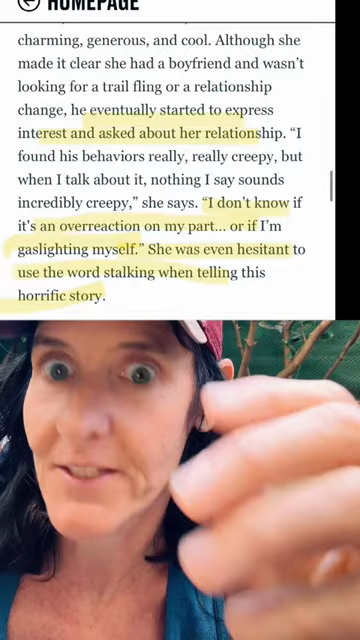 HOMEPAGE
charming, generous, and cool. Although she
made it clear she had a boyfriend and wasn't
looking for a trail fling or a relationship
change, he eventually started to express
interest and asked about her relationship. “I
found his behaviors really, really creepy, but
when I talk about it, nothing I say sounds
incredibly creepy,” she says. “I don't know if
it's an overreaction on my part... or if I'm
gaslighting myself.” She was even hesitant to
use the word stalking when telling this
horrific story.